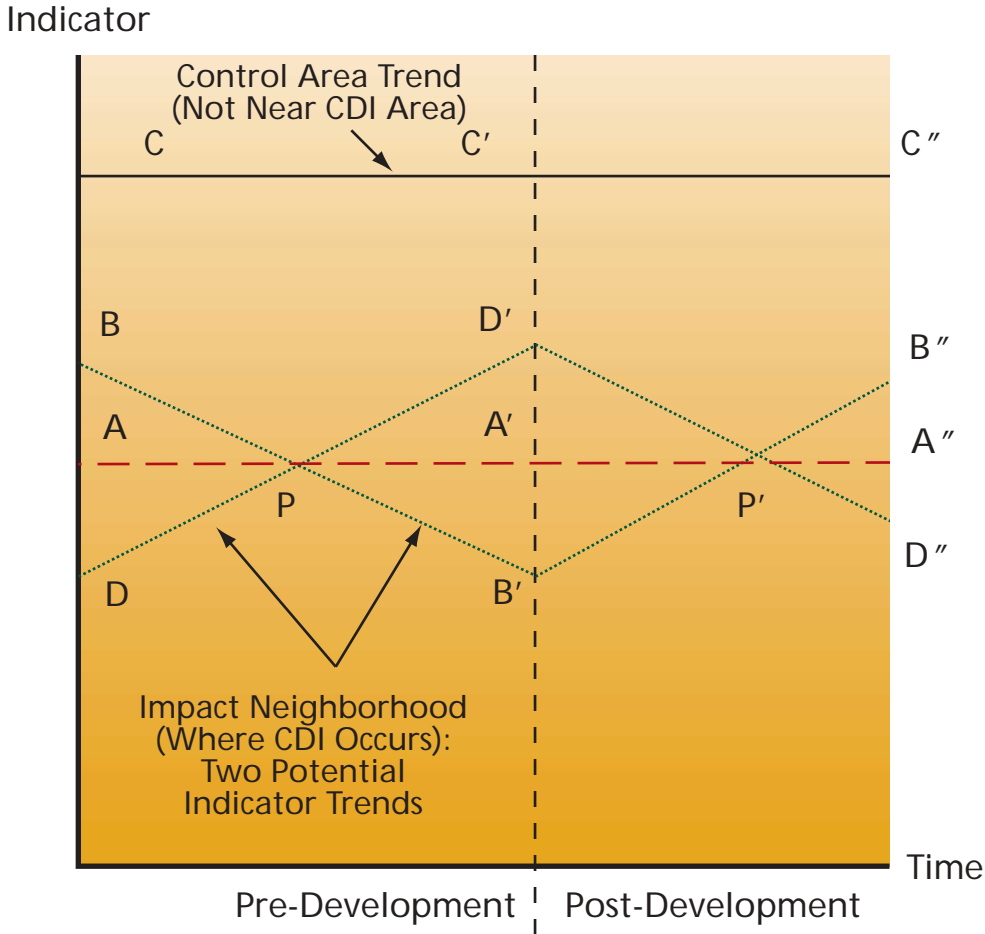 Indicator
Control Area Trend
(Not Near CDI Area)
C
C′
C″
B
D′
B″
A
A′
A″
P
P′
D
B′
D″
Impact Neighborhood
(Where CDI Occurs):
Two Potential
Indicator Trends
Time
Pre-Development
Post-Development